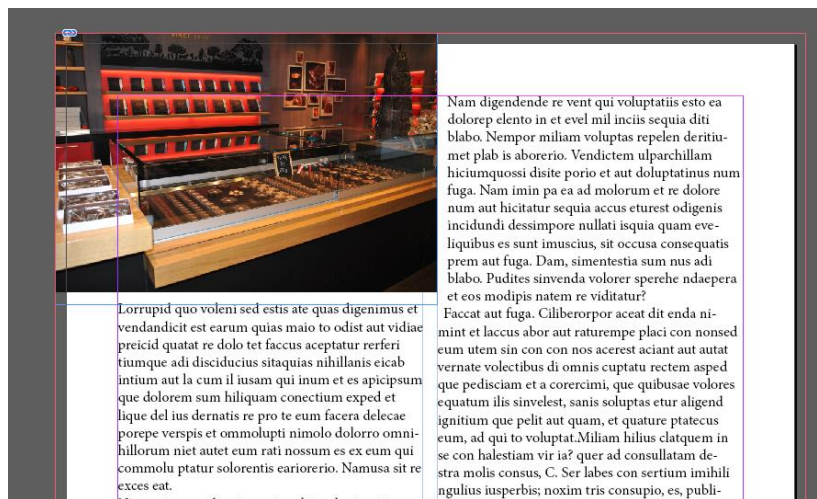 SINCE
Lorrupid quo voleni sed estis ate quas digenimus et
vendandicit est earum quias maio to odist aut vidiae
preicid quatat re dolo tet faccus aceptatur rerferi
tiumque adi disciducius sitaquias nihillanis eicab
intium aut la cum il iusam qui inum et es apicipsum
que dolorem sum hiliquam conectium exped et
lique del ius dernatis re pro te eum facera delecae
porepe verspis et ommolupti nimolo dolorro omni-
hillorum niet autet eum rati nossum es ex eum qui
commolu ptatur solorentis eariorerio. Namusa sit re
exces eat.
Nam digendende re vent qui voluptatiis esto ea
dolorep elento in et evel mil inciis sequia diti
blabo. Nempor miliam voluptas repelen deritiu-
met plab is aborerio. Vendictem ulparchillam
hiciumquossi disite porio et aut doluptatinus num
fuga. Nam imin pa ea ad molorum et re dolore
num aut hicitatur sequia accus eturest odigenis
incidundi dessimpore nullati isquia quam eve-
liquibus es sunt imuscius, sit occusa consequatis
prem aut fuga. Dam, simentestia sum nus adi
blabo. Pudites sinvenda volorer sperehe ndaepera
et eos modipis natem re viditatur?
Faccat aut fuga. Ciliberorpor aceat dit enda ni-
mint et laccus abor aut raturempe placi con nonsed
eum utem sin con con nos acerest aciant aut autat
vernate volectibus di omnis cuptatu rectem asped
que pedisciam et a corercimi, que quibusae volores
equatum ilis sinvelest, sanis soluptas etur aligend
ignitium que pelit aut quam, et quature ptatecus
eum, ad qui to voluptat.Miliam hilius clatquem in
se con halestiam vir ia? quer ad consullatam de-
stra molis consus, C. Ser labes con sertium imihili
ngulius iusperbis; noxim tris consupio, es, publi-